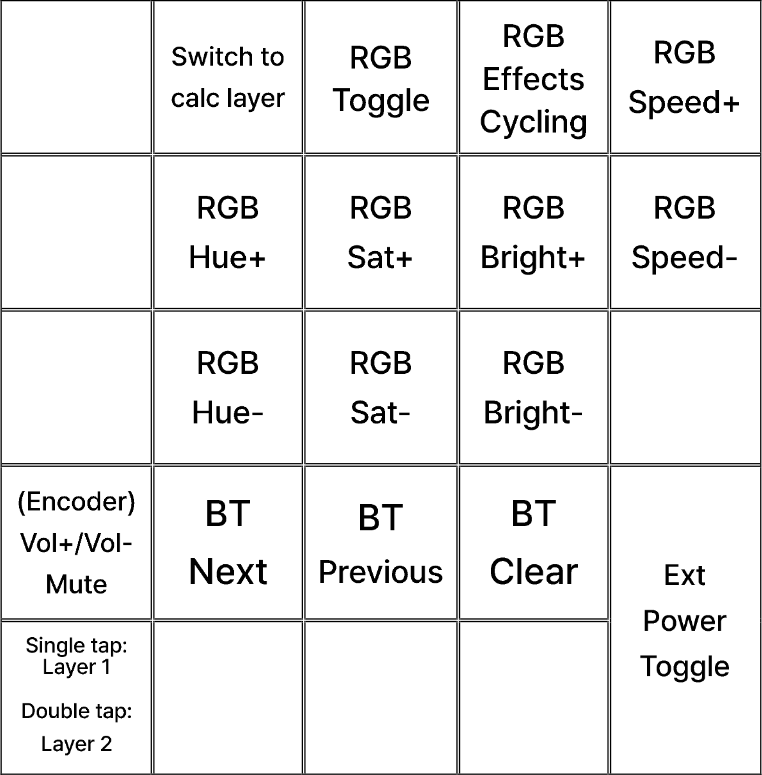 Switch to
calc layer
RGB
Toggle
RGB
Effects
Cycling
RGB
Speed+
RGB
Hue+
RGB
Sat+
RGB
Bright+
RGB
Speed-
RGB
Hue-
RGB
Sat-
RGB
Bright-
(Encoder)
Vol+/Vol-
Mute
BT
Next
BT
Previous
BT
Clear
Ext
Power
Toggle
Single tap:
Layer 1
Double tap:
Layer 2